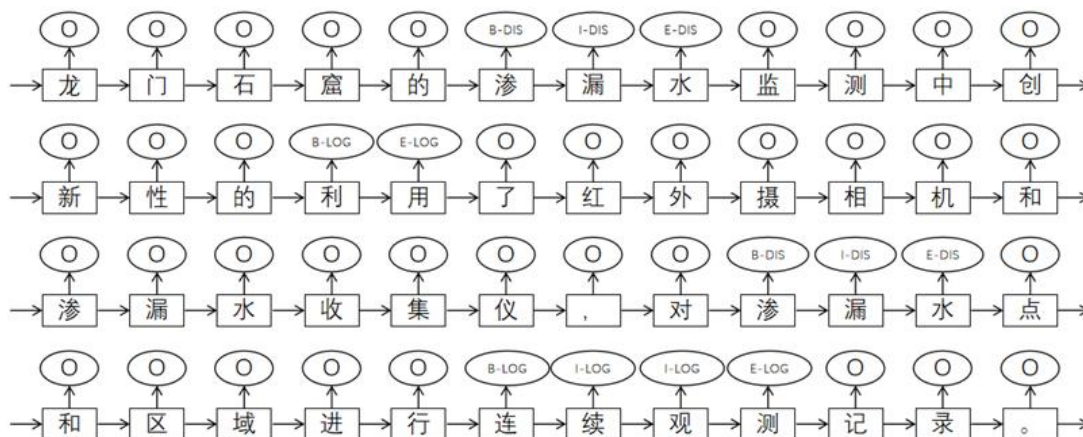 O O O O O B-DIS I-DIS E-DIS O O O O
龙 门 石 窟 的 渗 漏 水 监 测 中 创
O O O B-LOG E-LOG O O O O O O O
新 性 的 利 用 了 红 外 摄 相 机 和
O O O O O O O O B-DIS I-DIS E-DIS O
渗 漏 水 收 集 仪 , 对 渗 漏 水 点
O O O O O B-LOG I-LOG I-LOG E-LOG O O O
和 区 域 进 行 连 续 观 测 记 录 。